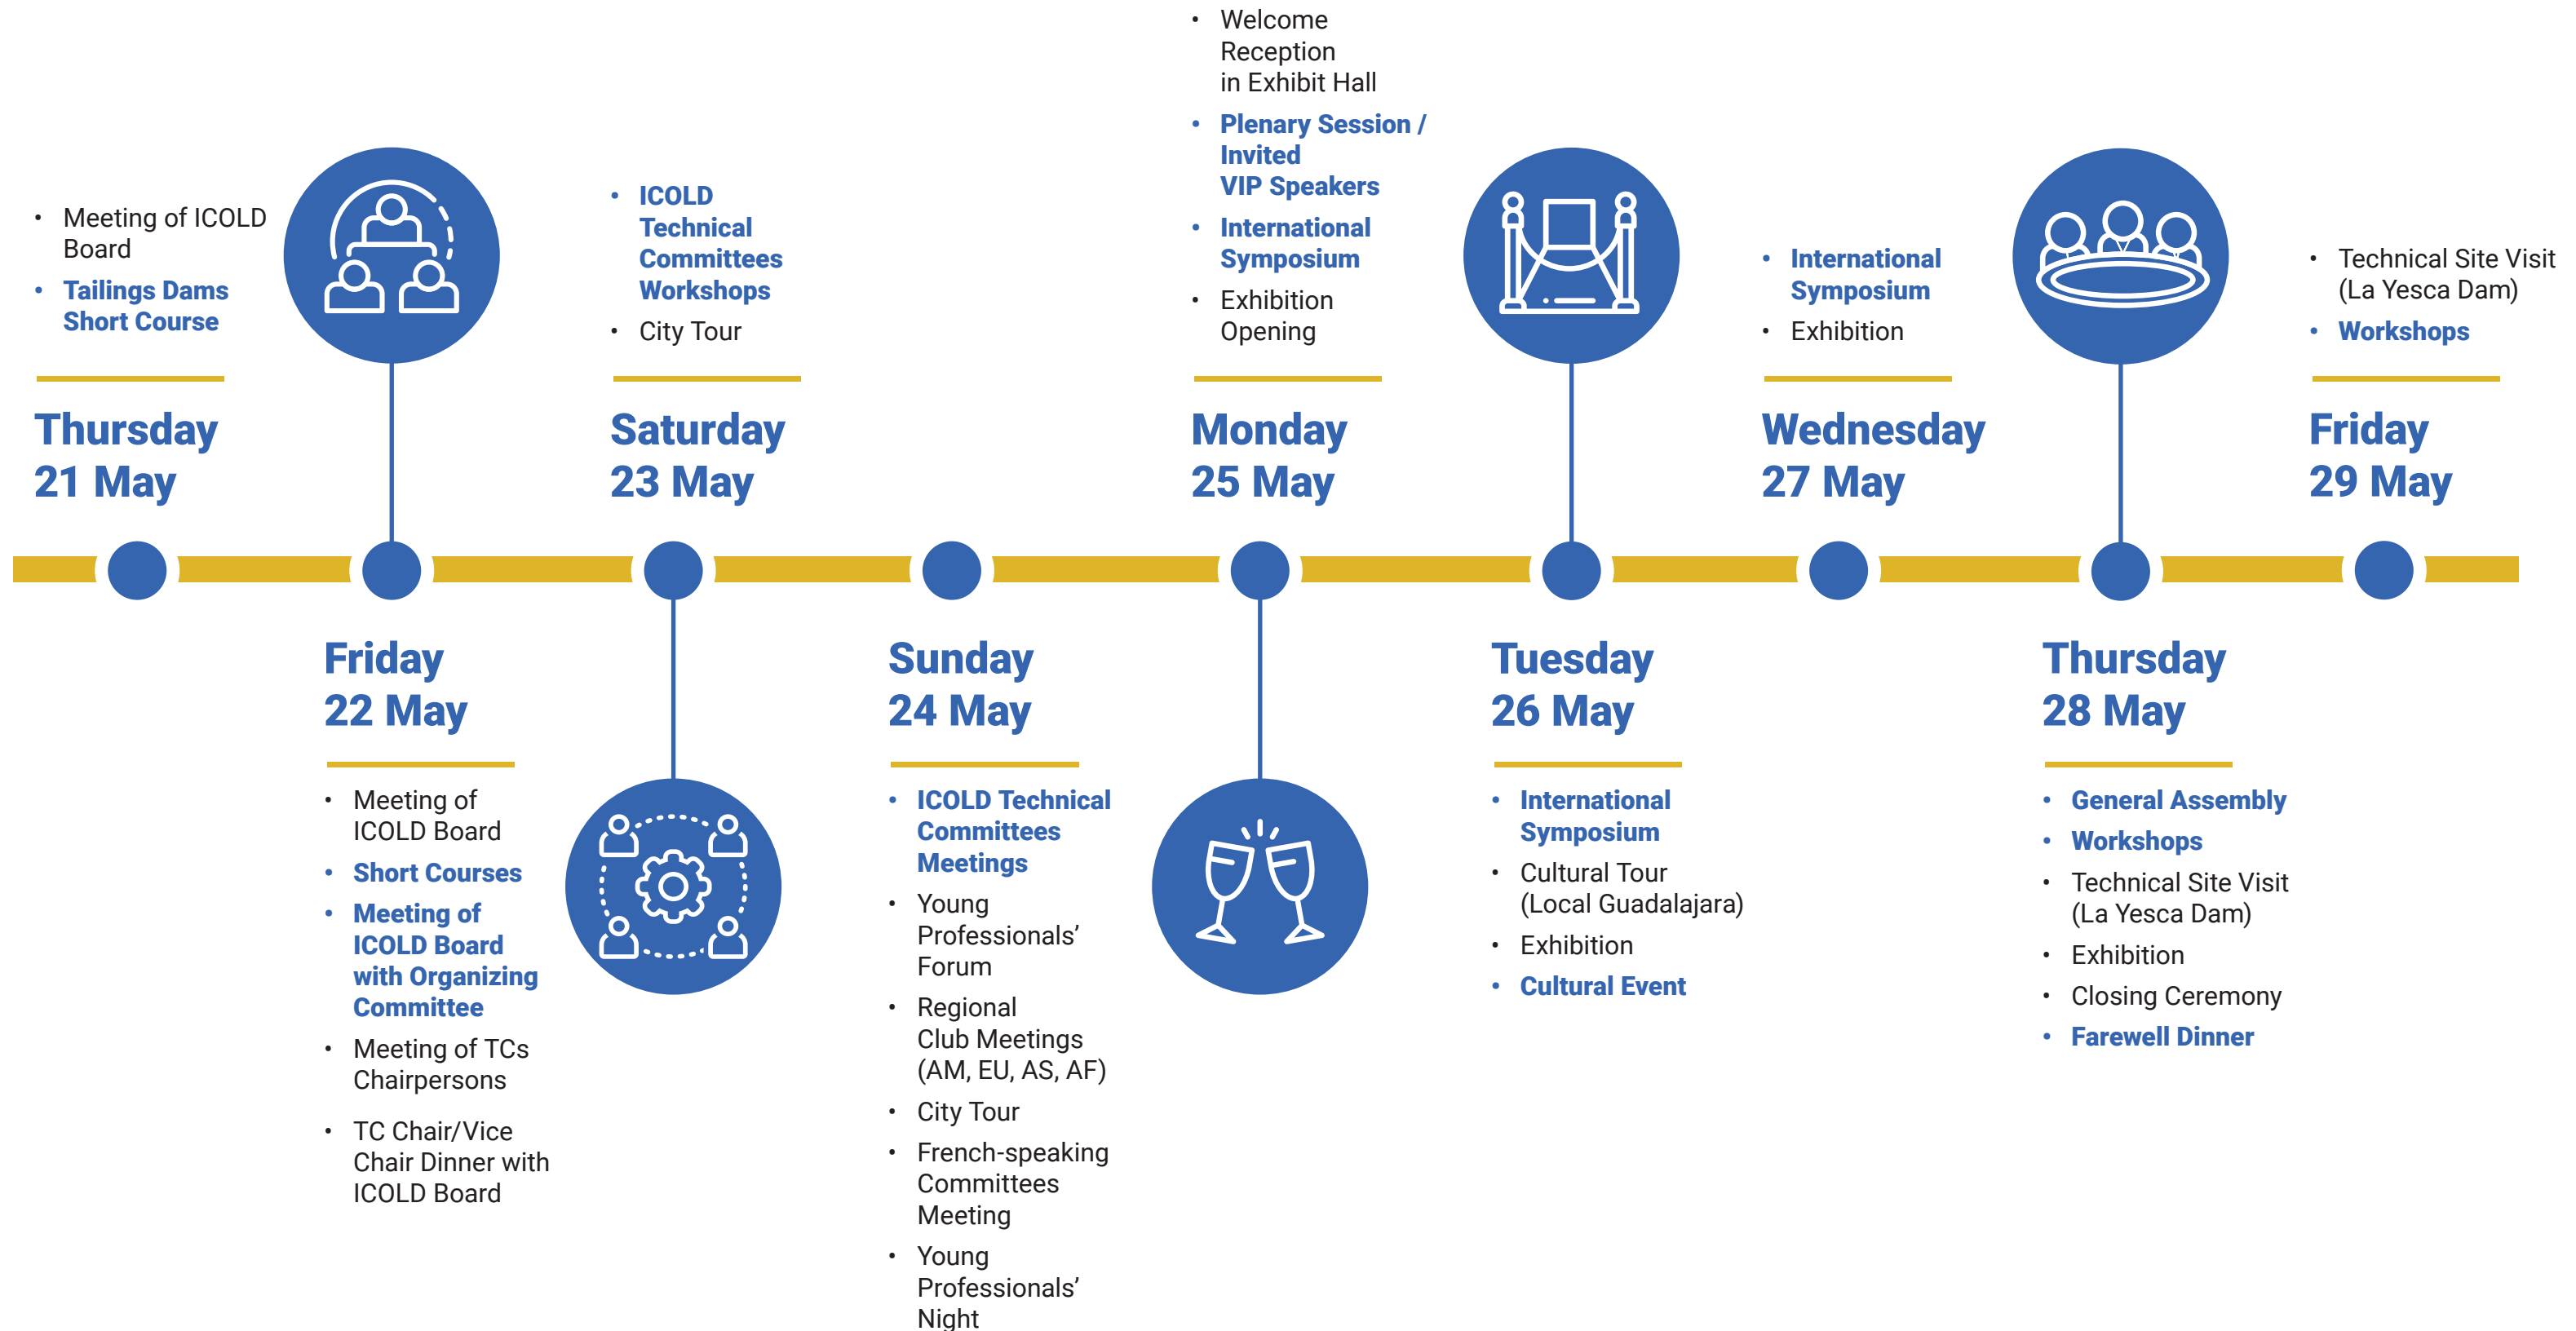 • Meeting of ICOLD
Board
• Tailings Dams
Short Course
Thursday
21 May
Friday
22 May
• Meeting of
ICOLD Board
• Short Courses
• Meeting of
ICOLD Board
with Organizing
Committee
• Meeting of TCs
Chairpersons
• TC Chair/Vice
Chair Dinner with
ICOLD Board
• ICOLD
Technical
Committees
Workshops
• City Tour
Saturday
23 May
Sunday
24 May
• ICOLD Technical
Committees
Meetings
• Young
Professionals’
Forum
• Regional
Club Meetings
(AM, EU, AS, AF)
• City Tour
• French-speaking
Committees
Meeting
• Young
Professionals’
Night
• Welcome
Reception
in Exhibit Hall
• Plenary Session /
Invited
VIP Speakers
• International
Symposium
• Exhibition
Opening
Monday
25 May
Tuesday
26 May
• International
Symposium
• Cultural Tour
(Local Guadalajara)
• Exhibition
• Cultural Event
• International
Symposium
• Exhibition
Wednesday
27 May
Thursday
28 May
• General Assembly
• Workshops
• Technical Site Visit
(La Yesca Dam)
• Exhibition
• Closing Ceremony
• Farewell Dinner
• Technical Site Visit
(La Yesca Dam)
• Workshops
Friday
29 May